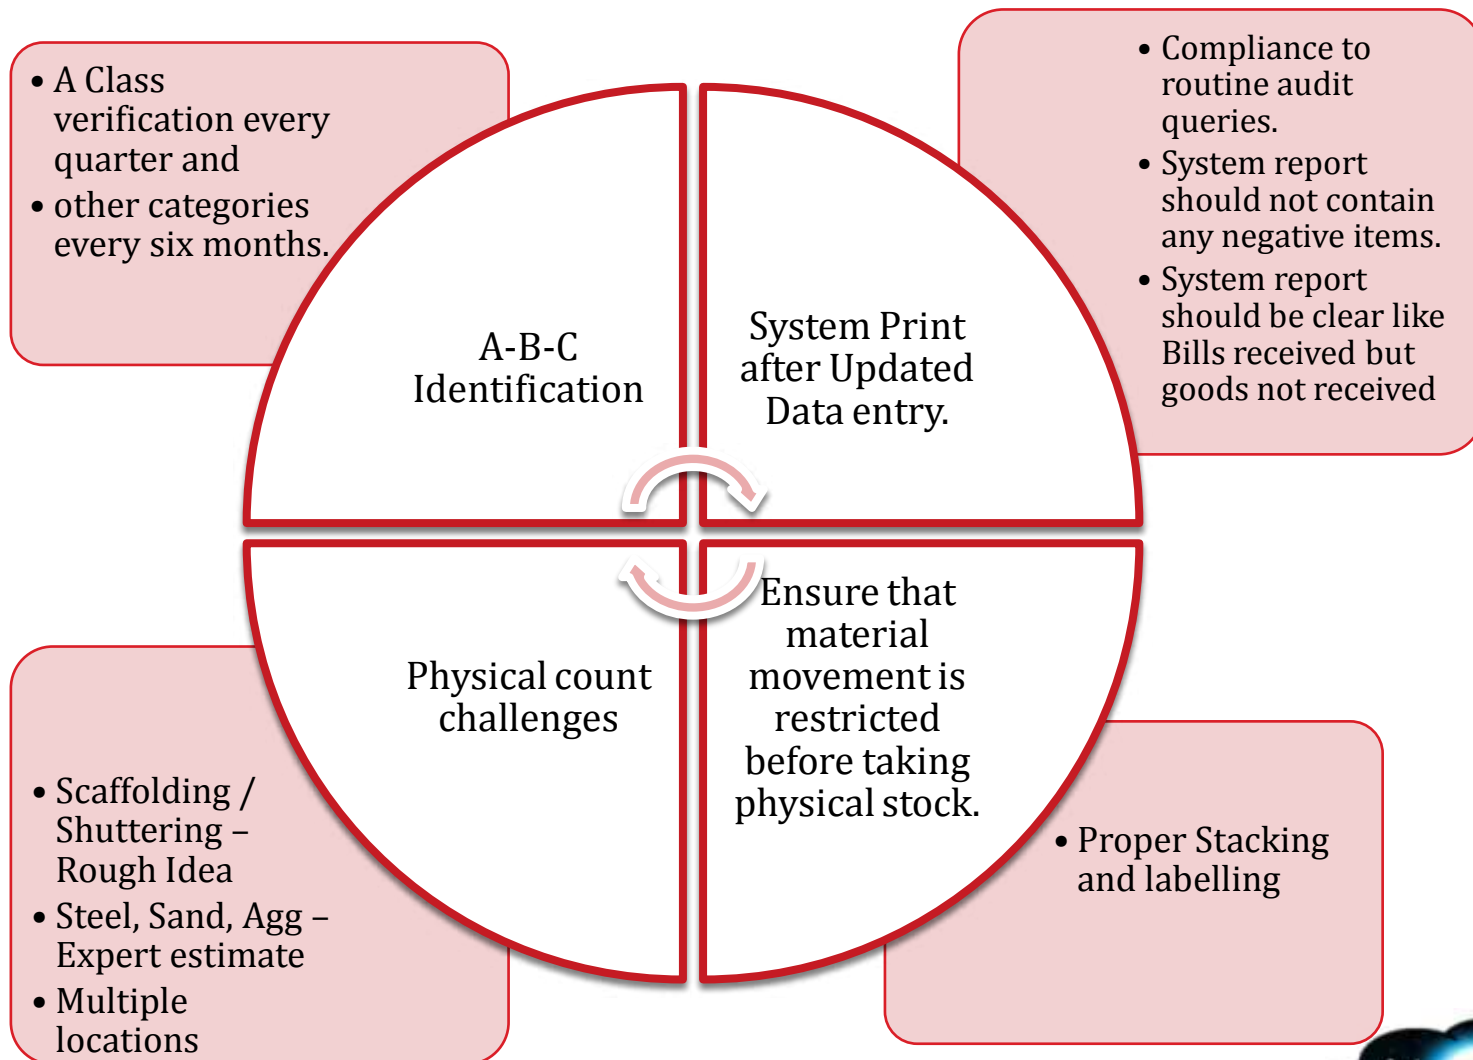 • A Class
verification every
quarter and
• other categories
every six months.
• Compliance to
routine audit
queries.
• System report
should not contain
any negative items.
• System report
should be clear like
Bills received but
goods not received
A-B-C
Identification
System Print
after Updated
Data entry.
Physical count
challenges
Ensure that
material
movement is
restricted
before taking
physical stock.
• Scaffolding /
Shuttering –
Rough Idea
• Steel, Sand, Agg –
Expert estimate
• Multiple
locations
• Proper Stacking
and labelling